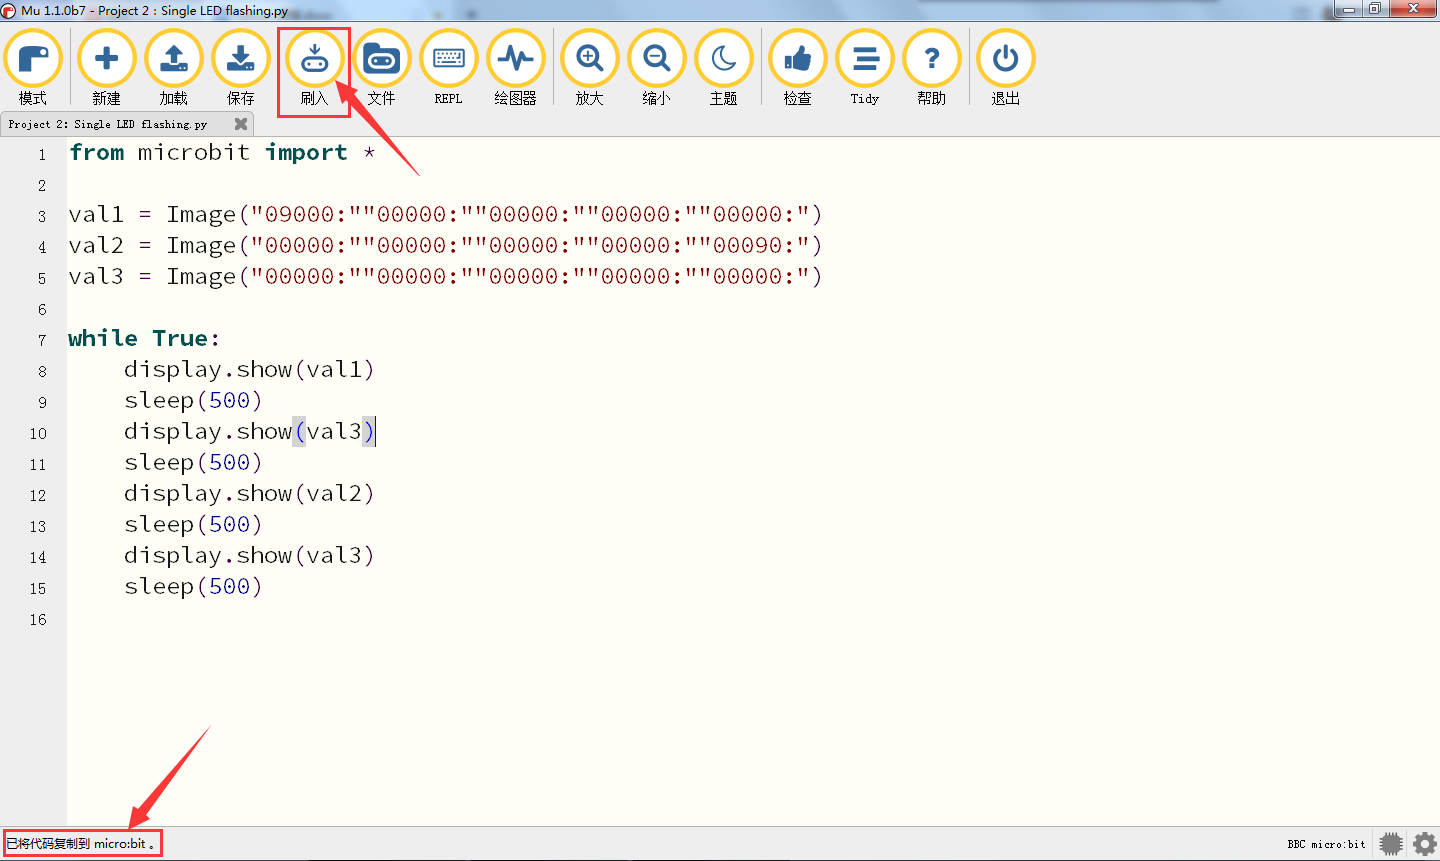 Mu 1.1.0b7 - Project 2：Single LED flashing.py
模式 新建 加载 保存 刷入 文件 REPL 绘图器 放大 缩小 主题 检查 Tidy 帮助 退出
Project 2：Single LED flashing.py
1 from microbit import *
2
3 val1 = Image("09000:""00000:""00000:""00000:""00000:")
4 val2 = Image("00000:""00000:""00000:""00000:""00090:")
5 val3 = Image("00000:""00000:""00000:""00000:""00000:")
6
7 while True:
8     display.show(val1)
9     sleep(500)
10     display.show(val3)
11     sleep(500)
12     display.show(val2)
13     sleep(500)
14     display.show(val3)
15     sleep(500)
16
已将代码复制到 micro:bit 。
BBC micro:bit